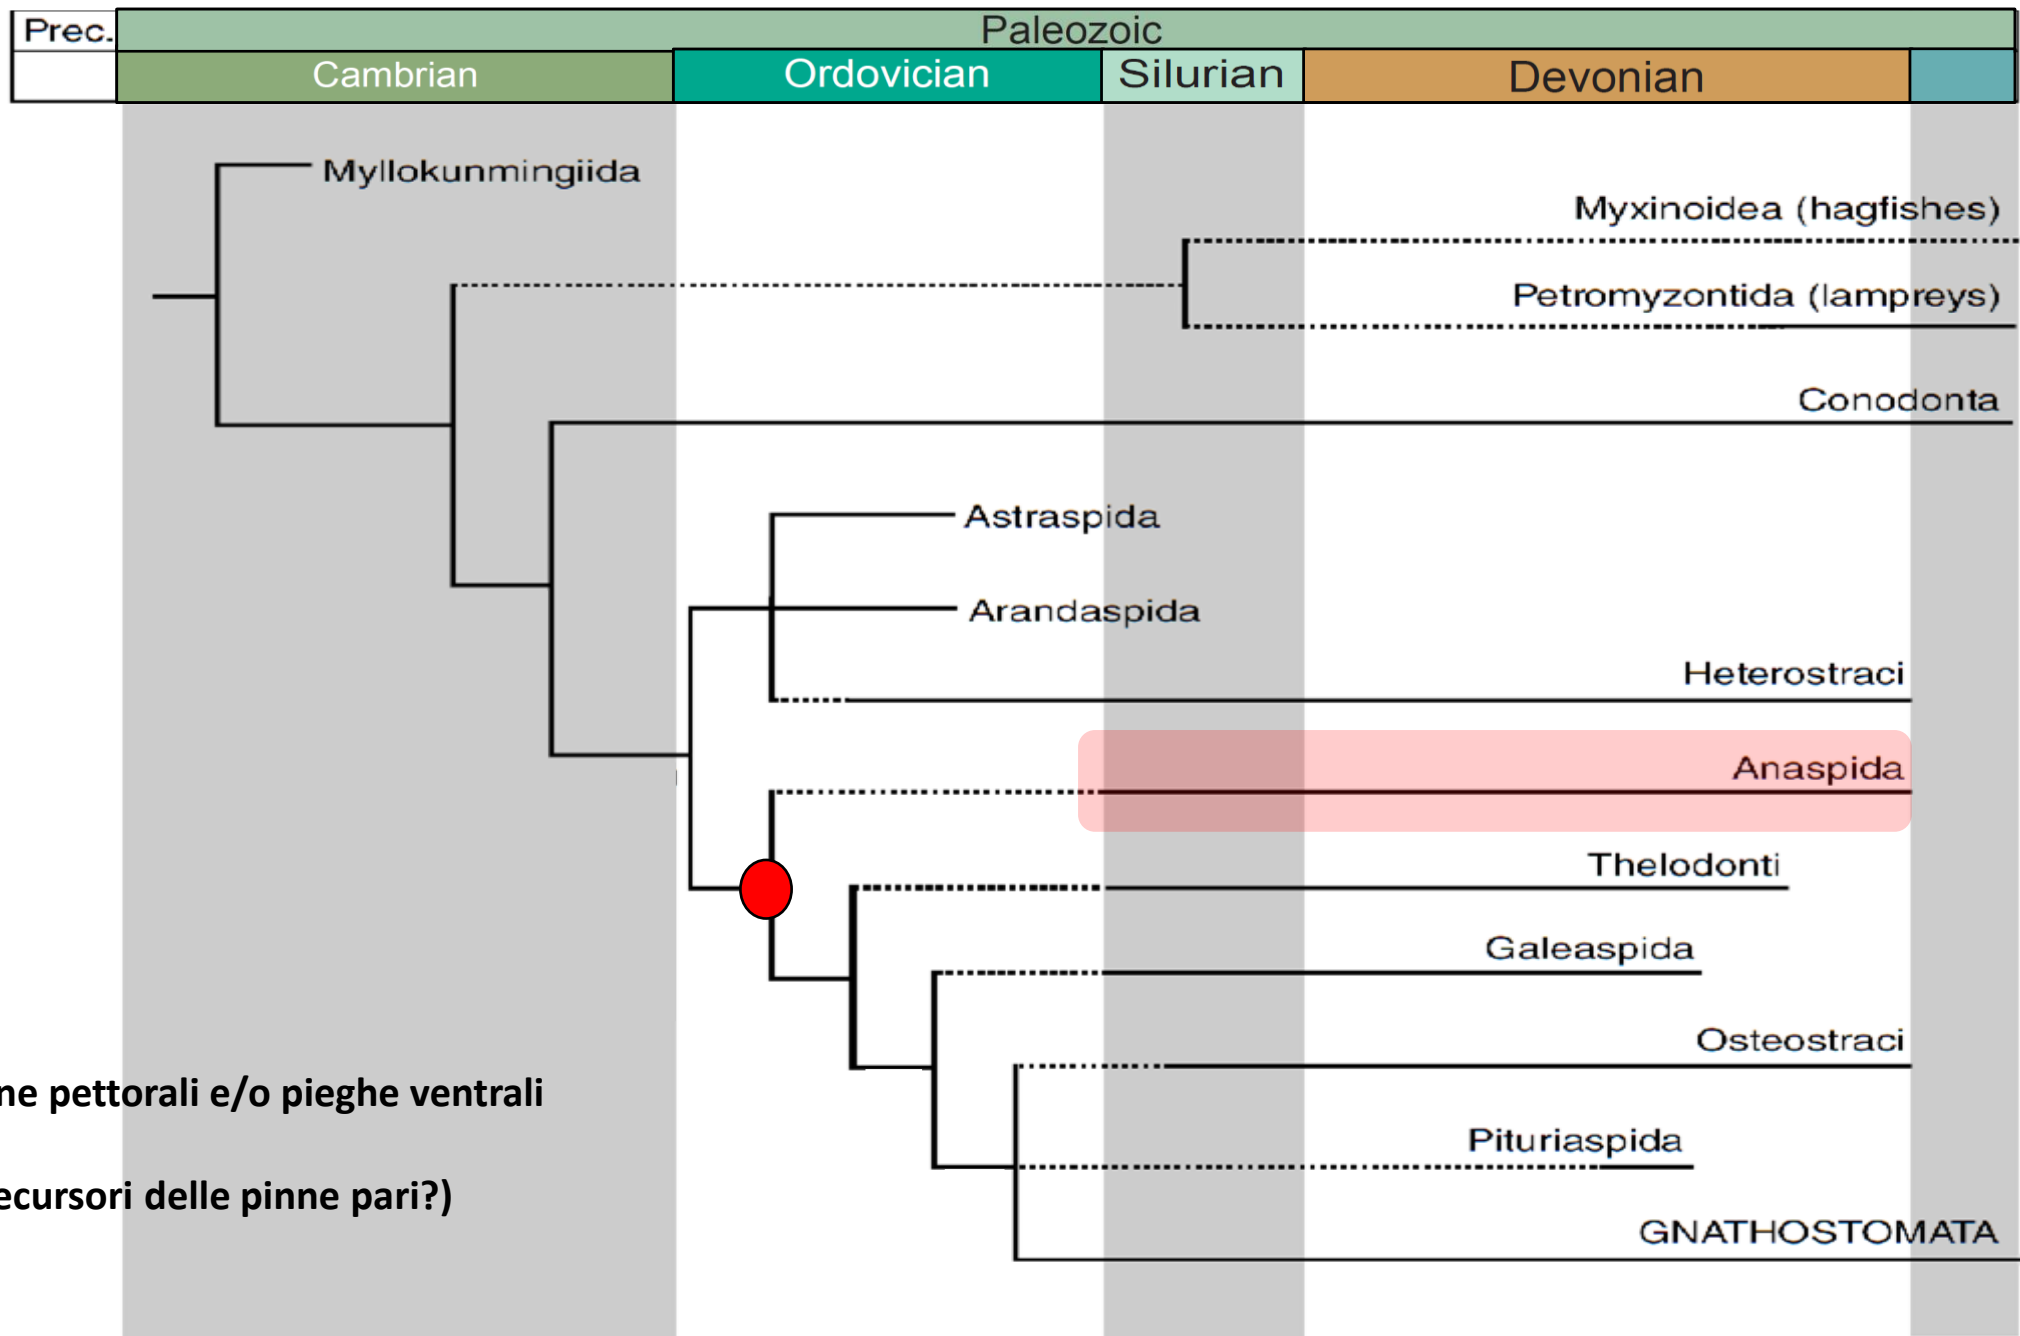 Prec.
Paleozoic
Cambrian
Ordovician
Silurian
Devonian
Myllokunmingiida
Myxinoidea (hagfishes)
Petromyzontida (lampreys)
Conodonta
Astraspida
Arandaspida
Heterostraci
Anaspida
Thelodonti
Galeaspida
Osteostraci
ne pettorali e/o pieghe ventrali
Pituriaspida
ecursori delle pinne pari?)
GNATHOSTOMATA